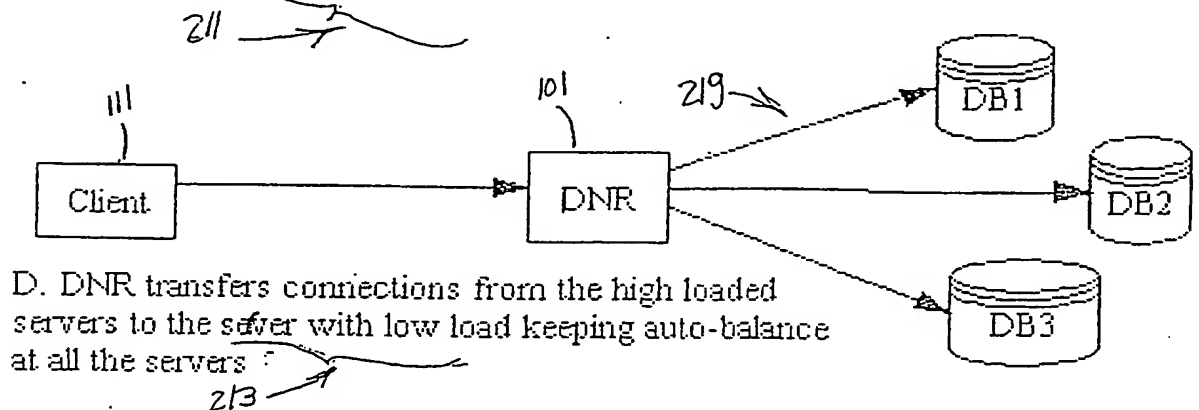 211
111
101
219
DB1
Client
DNR
DB2
DB3
D. DNR transfers connections from the high loaded
servers to the sever with low load keeping auto-balance
at all the servers
213